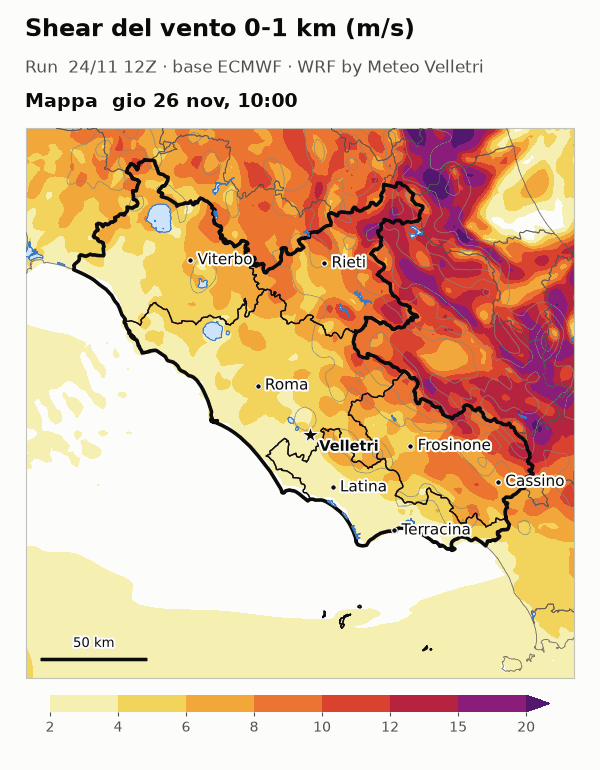 Shear del vento 0-1 km (m/s)
Run  24/11 12Z · base ECMWF · WRF by Meteo Velletri
Mappa  gio 26 nov, 10:00
Viterbo
Rieti
Roma
Velletri
Frosinone
Cassino
Latina
Terracina
50 km
2 4 6 8 10 12 15 20